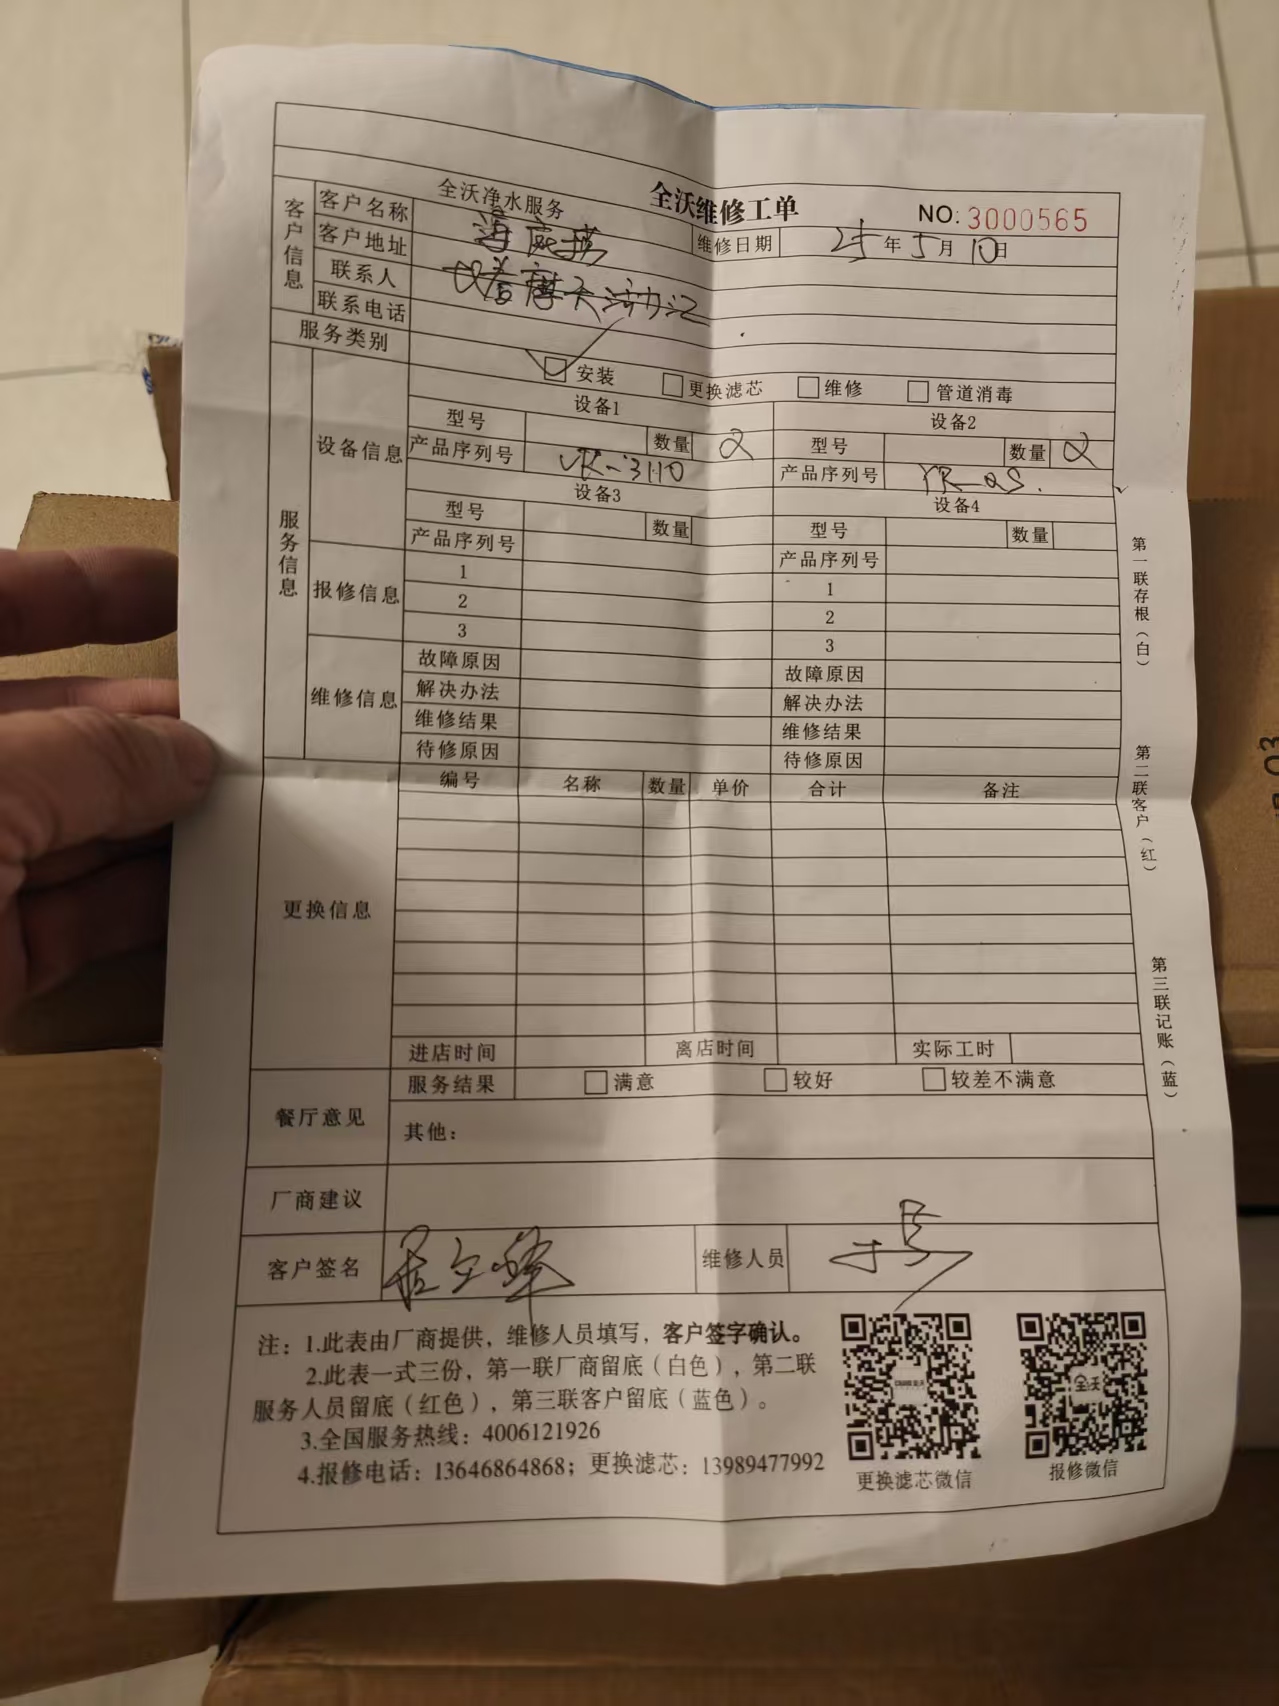 全沃净水服务 全沃维修工单 NO: 3000565
客户信息
客户名称 海底捞 维修日期 25年5月10日
客户地址
联系人
联系电话
服务类别 安装 更换滤芯 维修 管道消毒
服务信息
设备信息
设备1 设备2
型号 数量 2 型号 数量 2
产品序列号 产品序列号
设备3 设备4
型号 数量 型号 数量
产品序列号 产品序列号
报修信息
1 1
2 2
3 3
维修信息
故障原因 故障原因
解决办法 解决办法
维修结果 维修结果
待修原因 待修原因
更换信息
编号 名称 数量 单价 合计 备注
进店时间 离店时间 实际工时
餐厅意见
服务结果 满意 较好 较差不满意
其他:
厂商建议
客户签名 维修人员
注: 1.此表由厂商提供，维修人员填写，客户签字确认。
2.此表一式三份，第一联厂商留底（白色），第二联
服务人员留底（红色），第三联客户留底（蓝色）。
3.全国服务热线: 4006121926
4.报修电话: 13646864868; 更换滤芯: 13989477992
更换滤芯微信
全沃
报修微信
第一联存根（白）
第二联客户（红）
第三联记账（蓝）
03